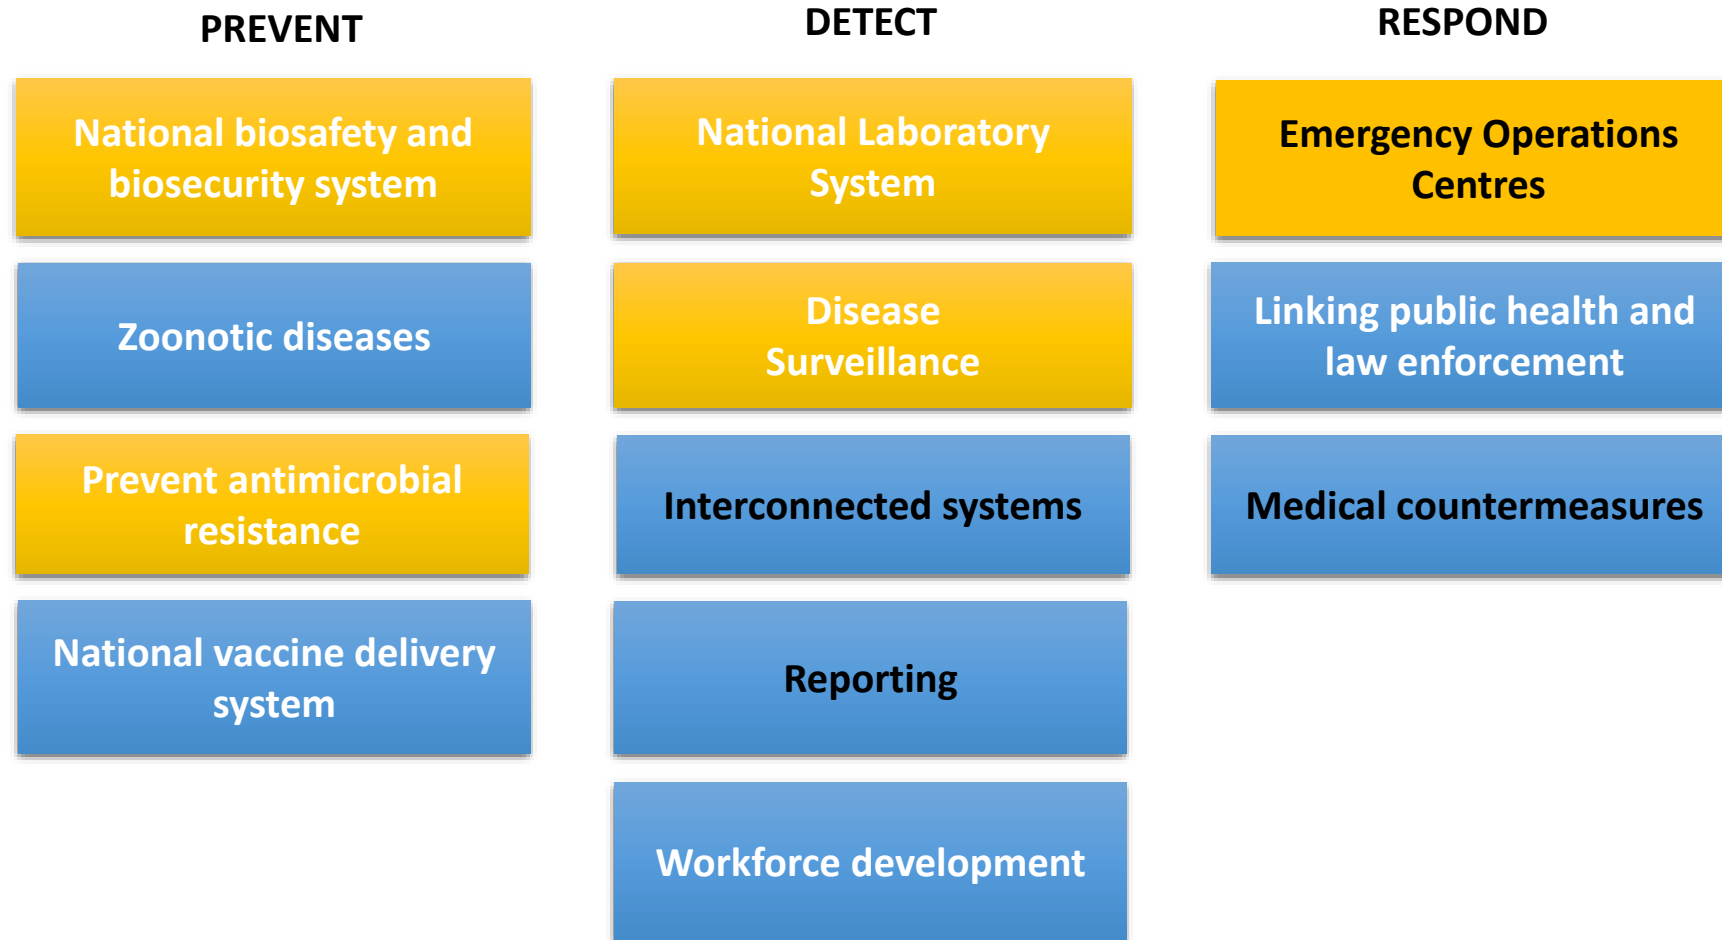 PREVENT
National biosafety and
biosecurity system
Zoonotic diseases
Prevent antimicrobial
resistance
National vaccine delivery
system
DETECT
National Laboratory
System
Disease
Surveillance
Interconnected systems
Reporting
Workforce development
RESPOND
Emergency Operations
Centres
Linking public health and
law enforcement
Medical countermeasures